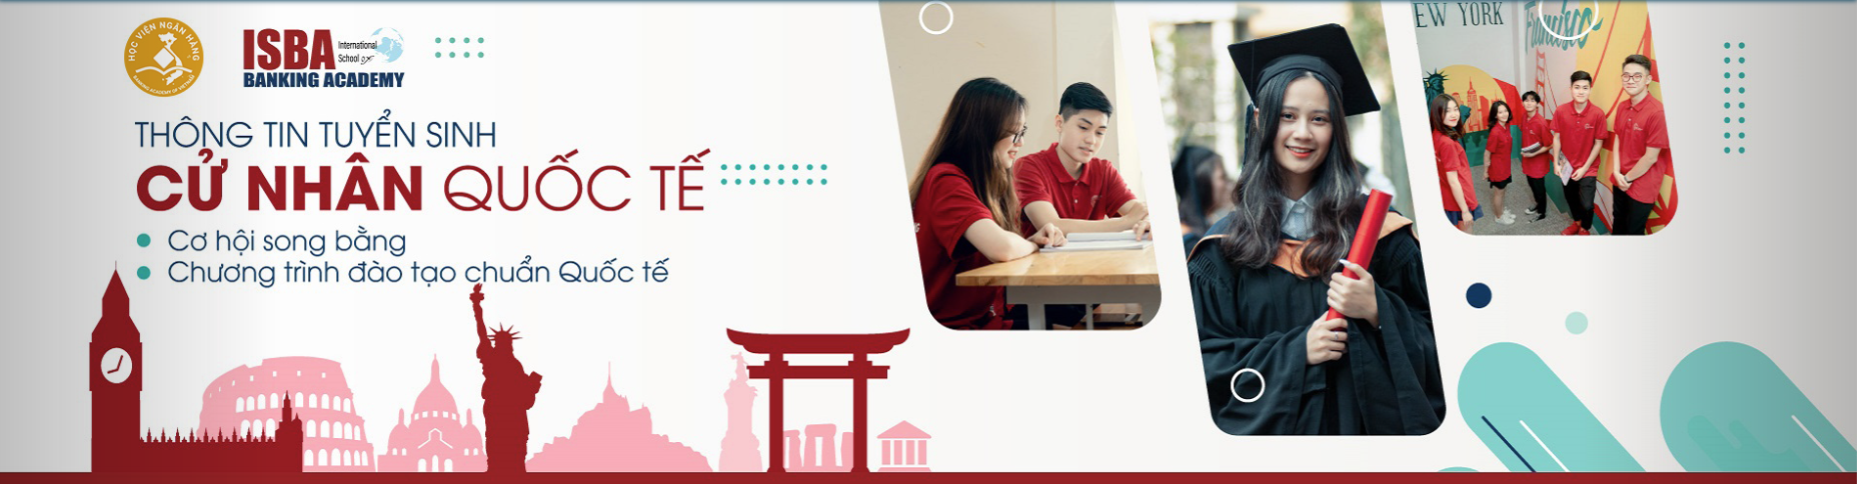 HỌC VIỆN NGÂN HÀNG
BANKING ACADEMY OF VIETNAM
ISBA
International
School of
BANKING ACADEMY
THÔNG TIN TUYỂN SINH
CỬ NHÂN QUỐC TẾ
Cơ hội song bằng
Chương trình đào tạo chuẩn Quốc tế
EW YORK